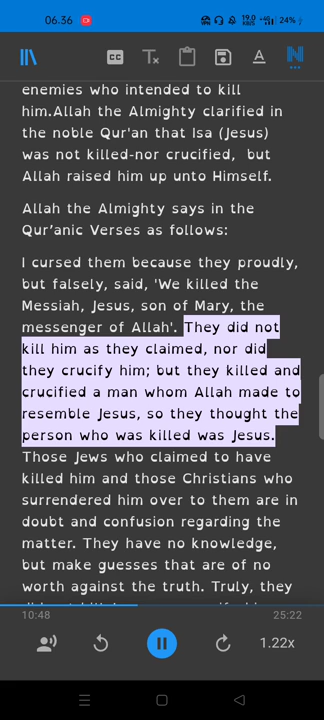 06.36
19.0 KB/S
24%
CC
enemies who intended to kill
him.Allah the Almighty clarified in
the noble Qur'an that Isa (Jesus)
was not killed-nor crucified, but
Allah raised him up unto Himself.
Allah the Almighty says in the
Qur'anic Verses as follows:
I cursed them because they proudly,
but falsely, said, 'We killed the
Messiah, Jesus, son of Mary, the
messenger of Allah'. They did not
kill him as they claimed, nor did
they crucify him; but they killed and
crucified a man whom Allah made to
resemble Jesus, so they thought the
person who was killed was Jesus.
Those Jews who claimed to have
killed him and those Christians who
surrendered him over to them are in
doubt and confusion regarding the
matter. They have no knowledge,
but make guesses that are of no
worth against the truth. Truly, they
10:48
25:22
1.22x